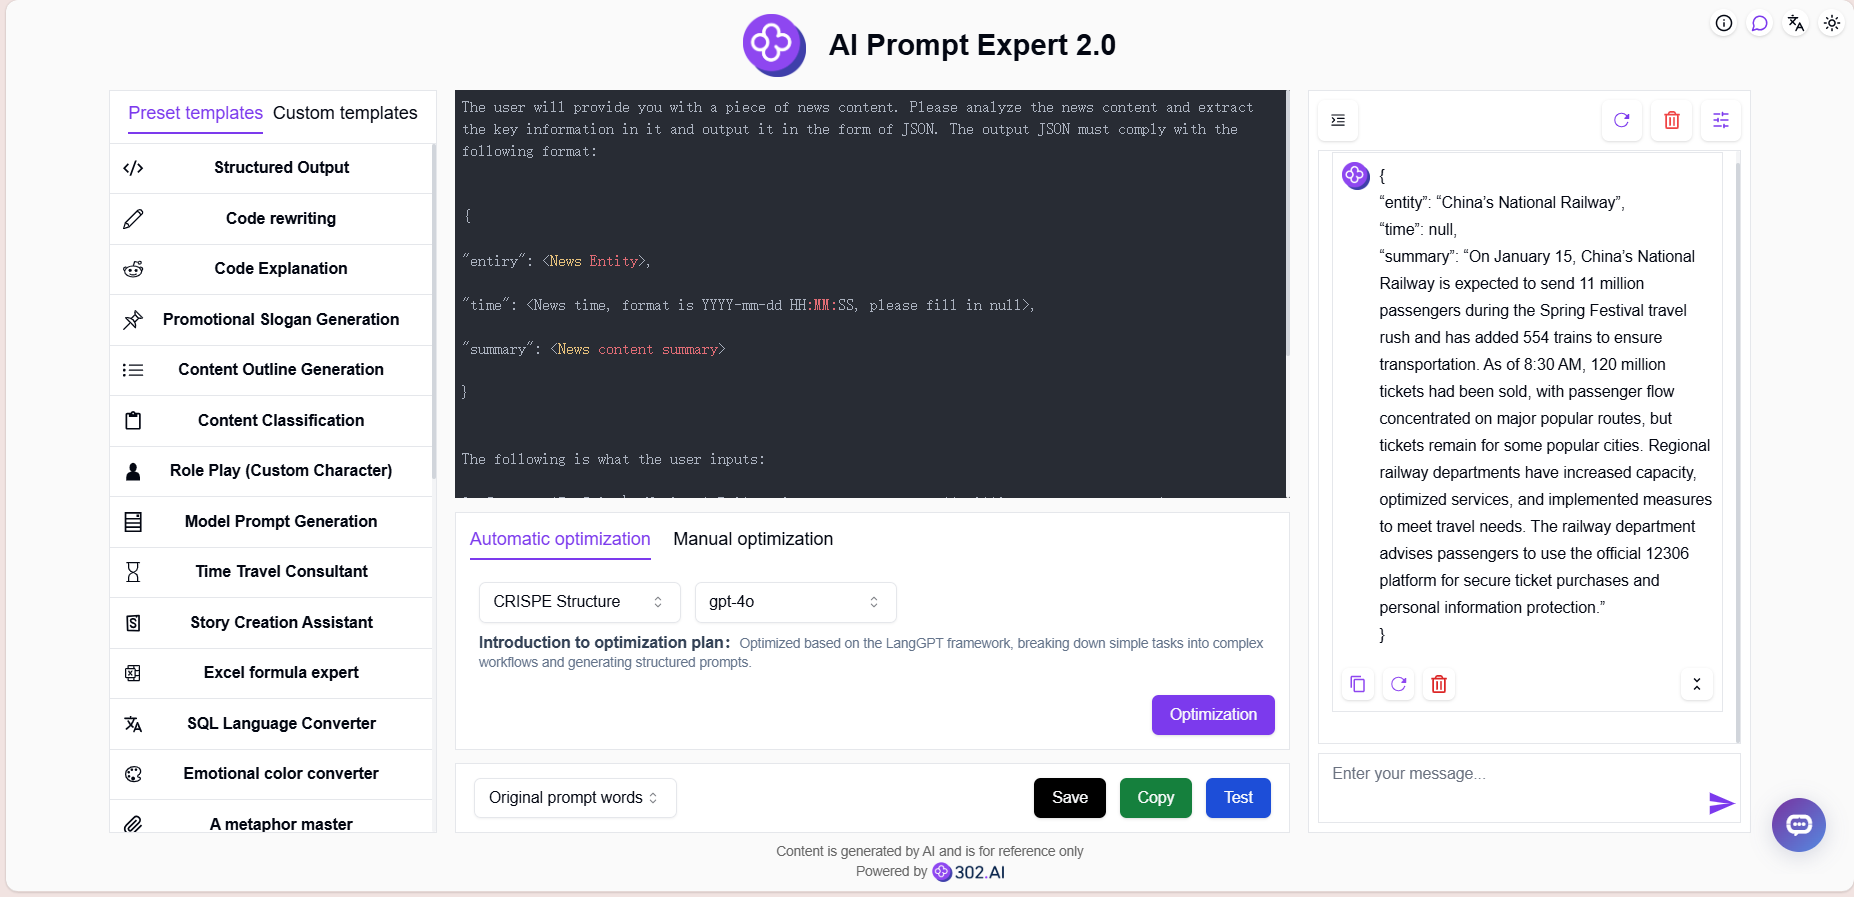 AI Prompt Expert 2.0
Preset templates
Custom templates
Structured Output
Code rewriting
Code Explanation
Promotional Slogan Generation
Content Outline Generation
Content Classification
Role Play (Custom Character)
Model Prompt Generation
Time Travel Consultant
Story Creation Assistant
Excel formula expert
SQL Language Converter
Emotional color converter
A metaphor master
The user will provide you with a piece of news content. Please analyze the news content and extract
the key information in it and output it in the form of JSON. The output JSON must comply with the
following format:
{
"entiry": <News Entity>,
"time": <News time, format is YYYY-mm-dd HH:MM:SS, please fill in null>,
"summary": <News content summary>
}
The following is what the user inputs:
Automatic optimization
Manual optimization
CRISPE Structure
gpt-4o
Introduction to optimization plan: Optimized based on the LangGPT framework, breaking down simple tasks into complex
workflows and generating structured prompts.
Optimization
Original prompt words
Save
Copy
Test
{
“entity”: “China’s National Railway”,
“time”: null,
“summary”: “On January 15, China’s National
Railway is expected to send 11 million
passengers during the Spring Festival travel
rush and has added 554 trains to ensure
transportation. As of 8:30 AM, 120 million
tickets had been sold, with passenger flow
concentrated on major popular routes, but
tickets remain for some popular cities. Regional
railway departments have increased capacity,
optimized services, and implemented measures
to meet travel needs. The railway department
advises passengers to use the official 12306
platform for secure ticket purchases and
personal information protection.”
}
Enter your message...
Content is generated by AI and is for reference only
Powered by 302.AI